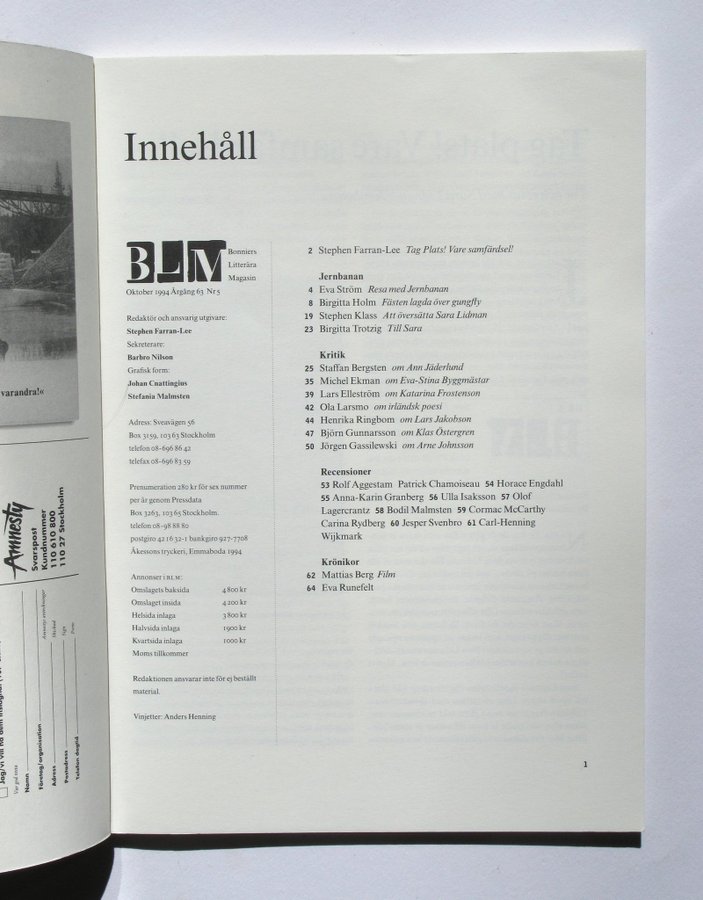 varandra!«
Amnesty
Svarspost
Kundnummer
110 610 800
110 27 Stockholm
Namn
Företag/organisation
Adress
Postadress
Telefon dagtid
Innehåll
BLM
Bonniers
Litterära
Magasin
Oktober 1994 Årgång 63 Nr 5
Redaktör och ansvarig utgivare:
Stephen Farran-Lee
Sekreterare:
Barbro Nilson
Grafisk form:
Johan Cnattingius
Stefania Malmsten
Adress: Sveavägen 56
Box 3159, 103 63 Stockholm
telefon 08-696 86 42
telefax 08-696 83 59
Prenumeration 280 kr för sex nummer
per år genom Pressdata
Box 3263, 103 65 Stockholm.
telefon 08-98 88 80
postgiro 42 16 32-1 bankgiro 927-7708
Åkessons tryckeri, Emmaboda 1994
Annonser i BLM:
Omslagets baksida 4 800 kr
Omslaget insida 4 200 kr
Helsida inlaga 3 800 kr
Halvsida inlaga 1900 kr
Kvartsida inlaga 1000 kr
Moms tillkommer
Redaktionen ansvarar inte för ej beställt
material.
Vinjetter: Anders Henning
2 Stephen Farran-Lee Tag Plats! Vare samfärdsel!
Jernbanan
4 Eva Ström Resa med Jernbanan
8 Birgitta Holm Fästen lagda över gungfly
19 Stephen Klass Att översätta Sara Lidman
23 Birgitta Trotzig Till Sara
Kritik
25 Staffan Bergsten om Ann Jäderlund
35 Michel Ekman om Eva-Stina Byggmästar
39 Lars Elleström om Katarina Frostenson
42 Ola Larsmo om irländsk poesi
44 Henrika Ringbom om Lars Jakobson
47 Björn Gunnarsson om Klas Östergren
50 Jörgen Gassilewski om Arne Johnsson
Recensioner
53 Rolf Aggestam Patrick Chamoiseau 54 Horace Engdahl
55 Anna-Karin Granberg 56 Ulla Isaksson 57 Olof
Lagercrantz 58 Bodil Malmsten 59 Cormac McCarthy
Carina Rydberg 60 Jesper Svenbro 61 Carl-Henning
Wijkmark
Krönikor
62 Mattias Berg Film
64 Eva Runefelt
1